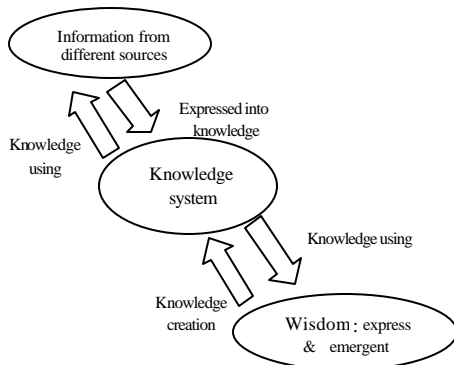 Information from
different sources
Expressed into
knowledge
Knowledge
using
Knowledge
system
Knowledge using
Knowledge
creation
Wisdom: express
& emergent